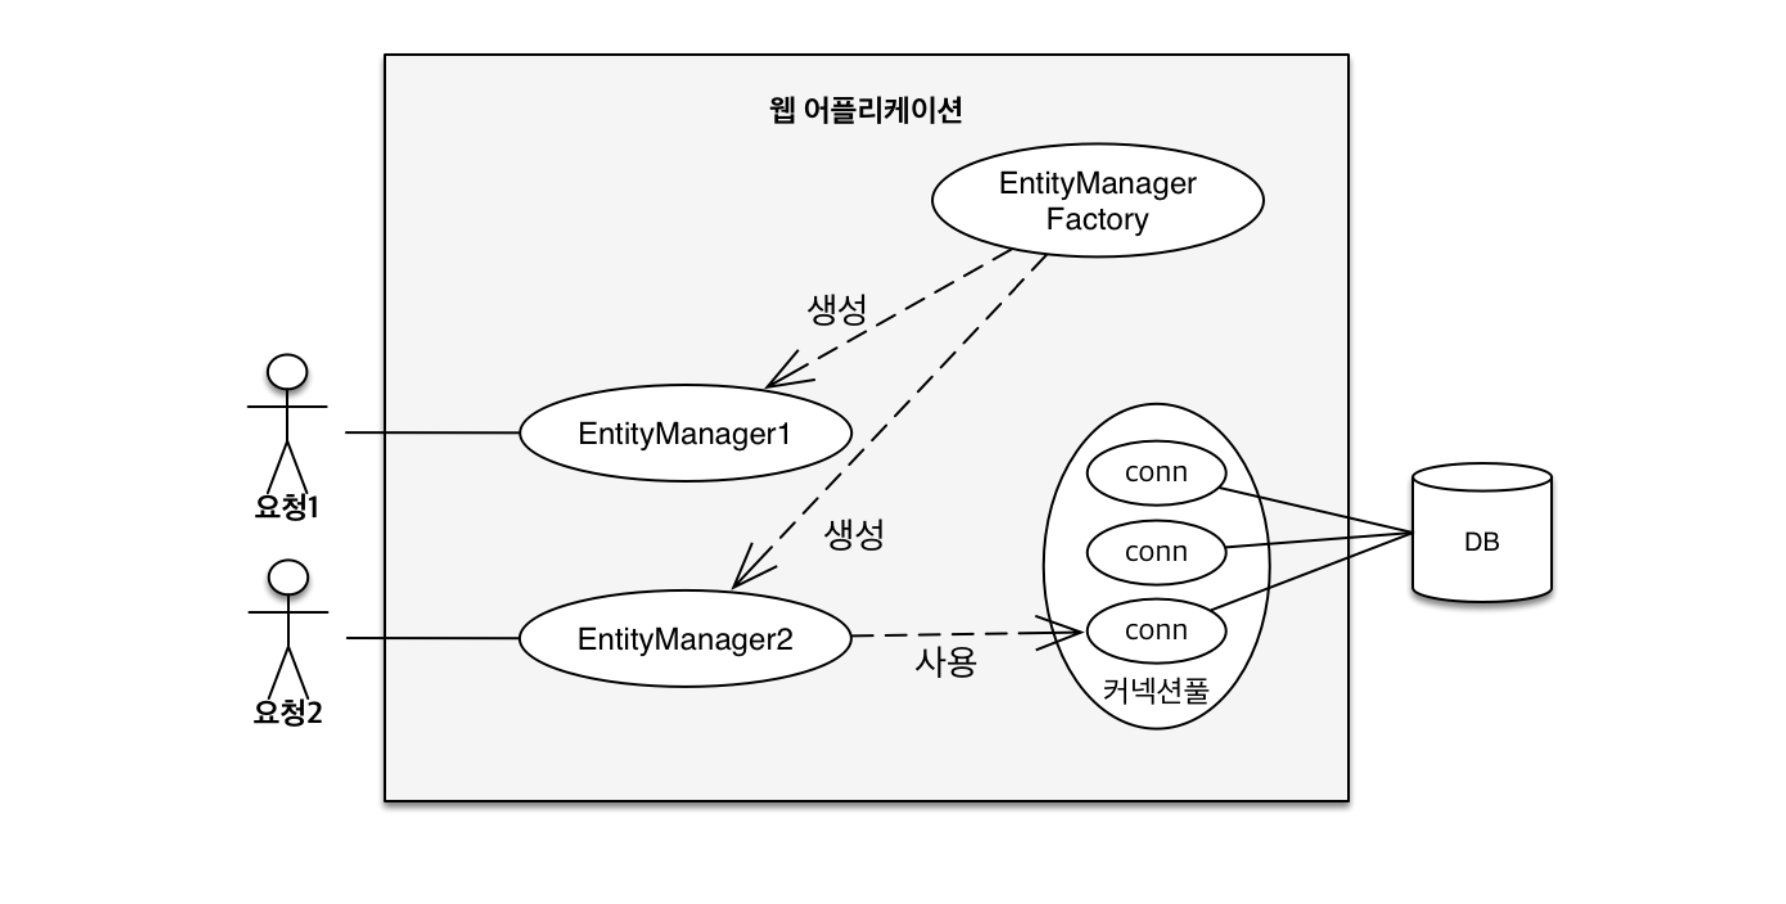 웹 어플리케이션
EntityManager
Factory
생성
요청1
EntityManager1
생성
요청2
EntityManager2
사용
conn
conn
conn
커넥션풀
DB